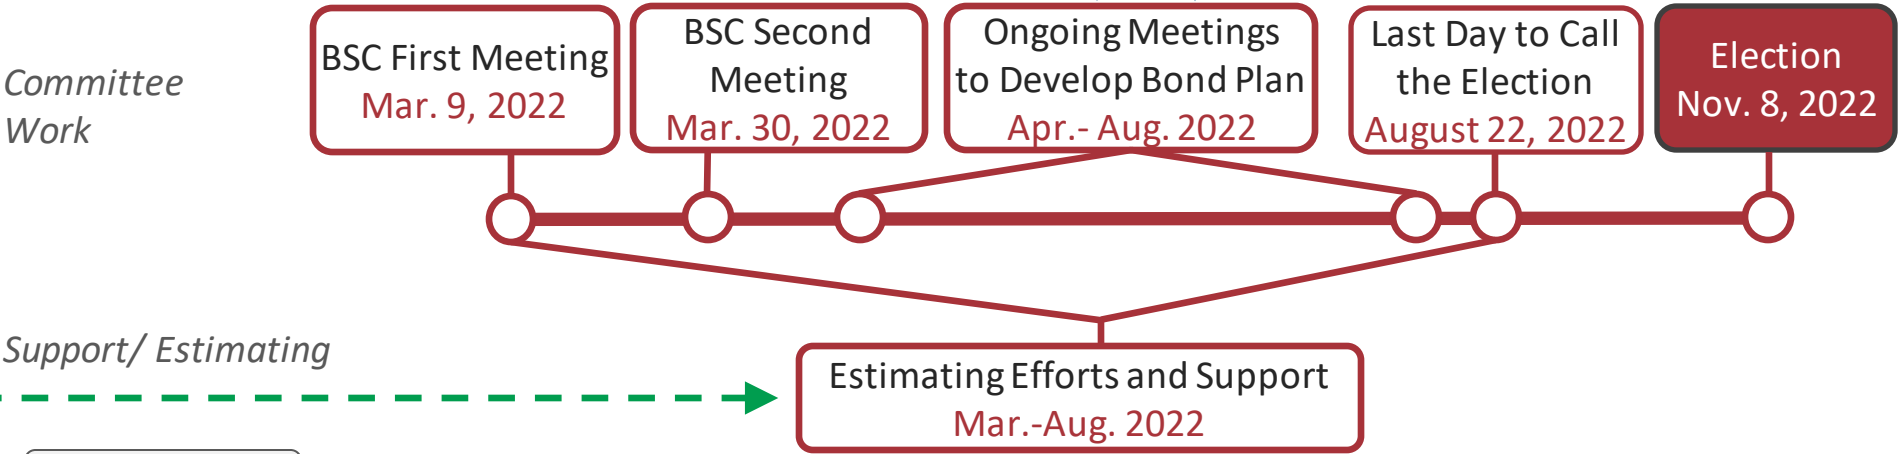 Committee
Work
BSC First Meeting
Mar. 9, 2022
BSC Second
Meeting
Mar. 30, 2022
Ongoing Meetings
to Develop Bond Plan
Apr.- Aug. 2022
Last Day to Call
the Election
August 22, 2022
Election
Nov. 8, 2022
Support/ Estimating
Estimating Efforts and Support
Mar.-Aug. 2022